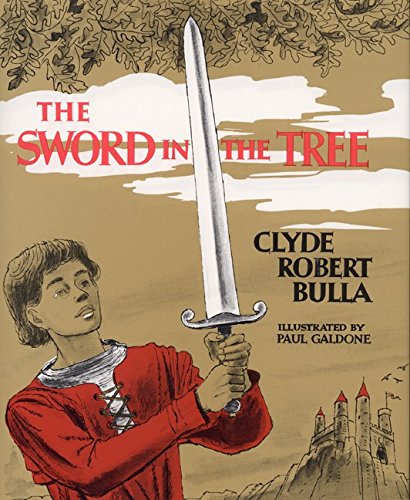 THE
SWORD IN THE TREE
CLYDE
ROBERT
BULLA
ILLUSTRATED BY
PAUL GALDONE